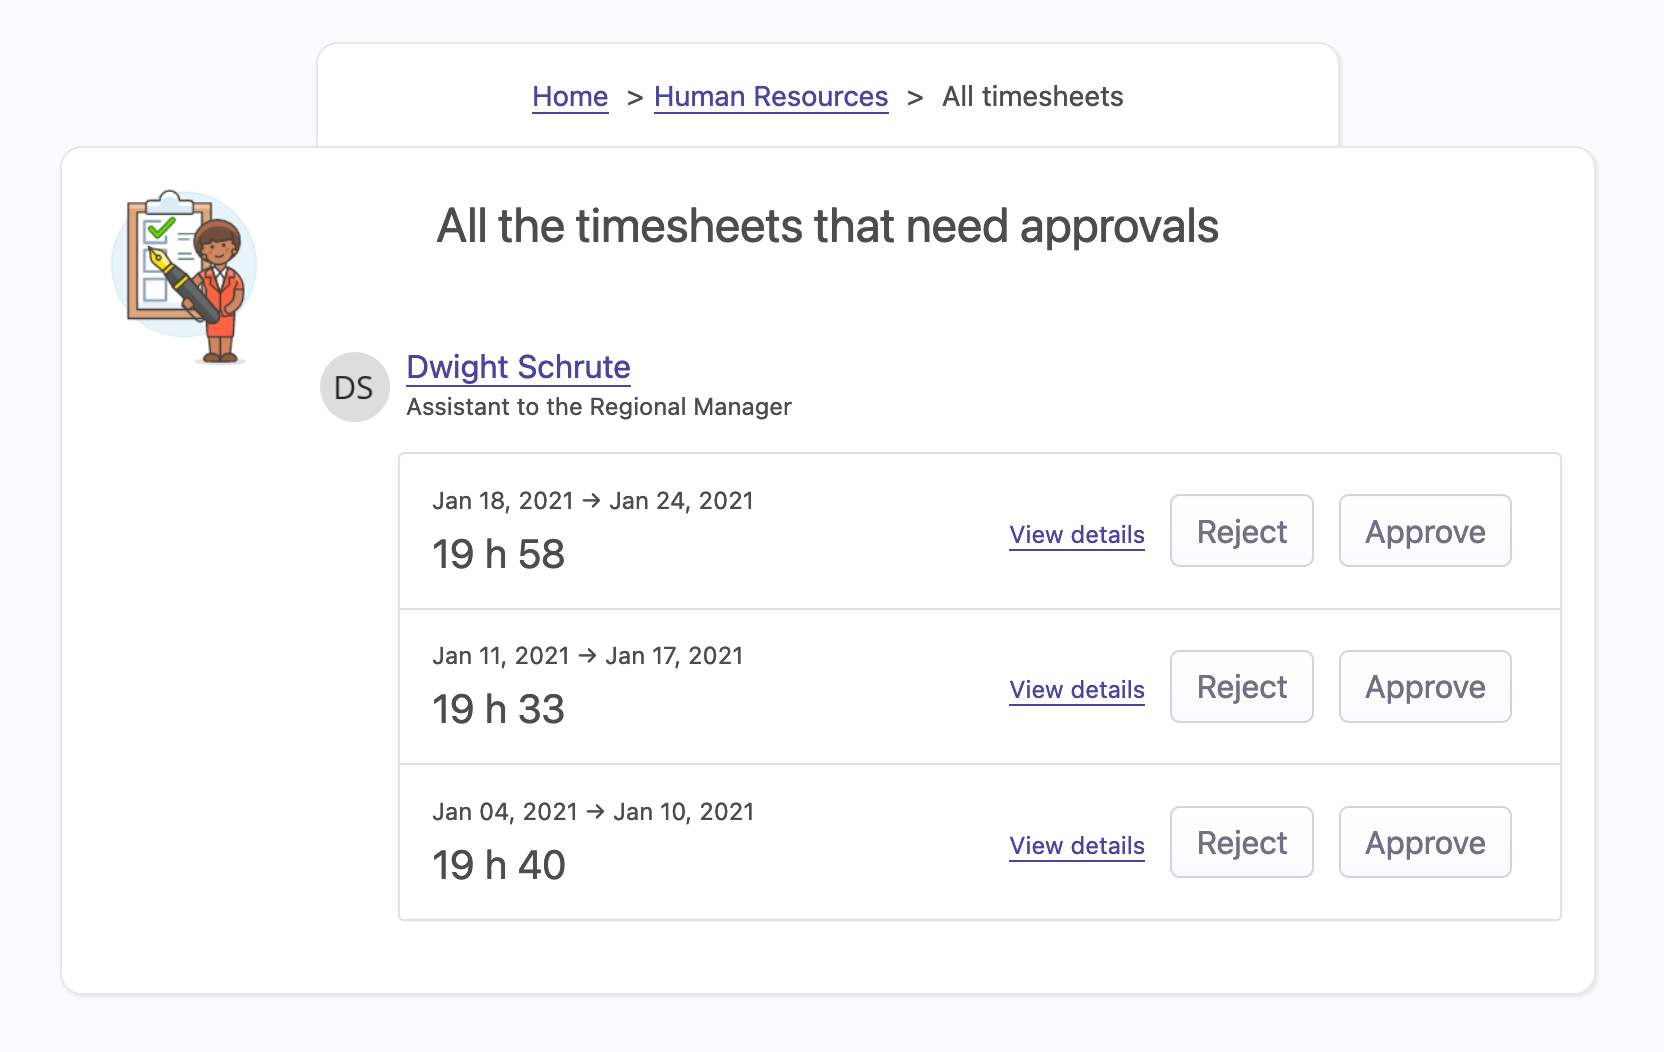 Home > Human Resources > All timesheets
All the timesheets that need approvals
DS
Dwight Schrute
Assistant to the Regional Manager
Jan 18, 2021 → Jan 24, 2021
19 h 58
View details Reject Approve
Jan 11, 2021 → Jan 17, 2021
19 h 33
View details Reject Approve
Jan 04, 2021 → Jan 10, 2021
19 h 40
View details Reject Approve